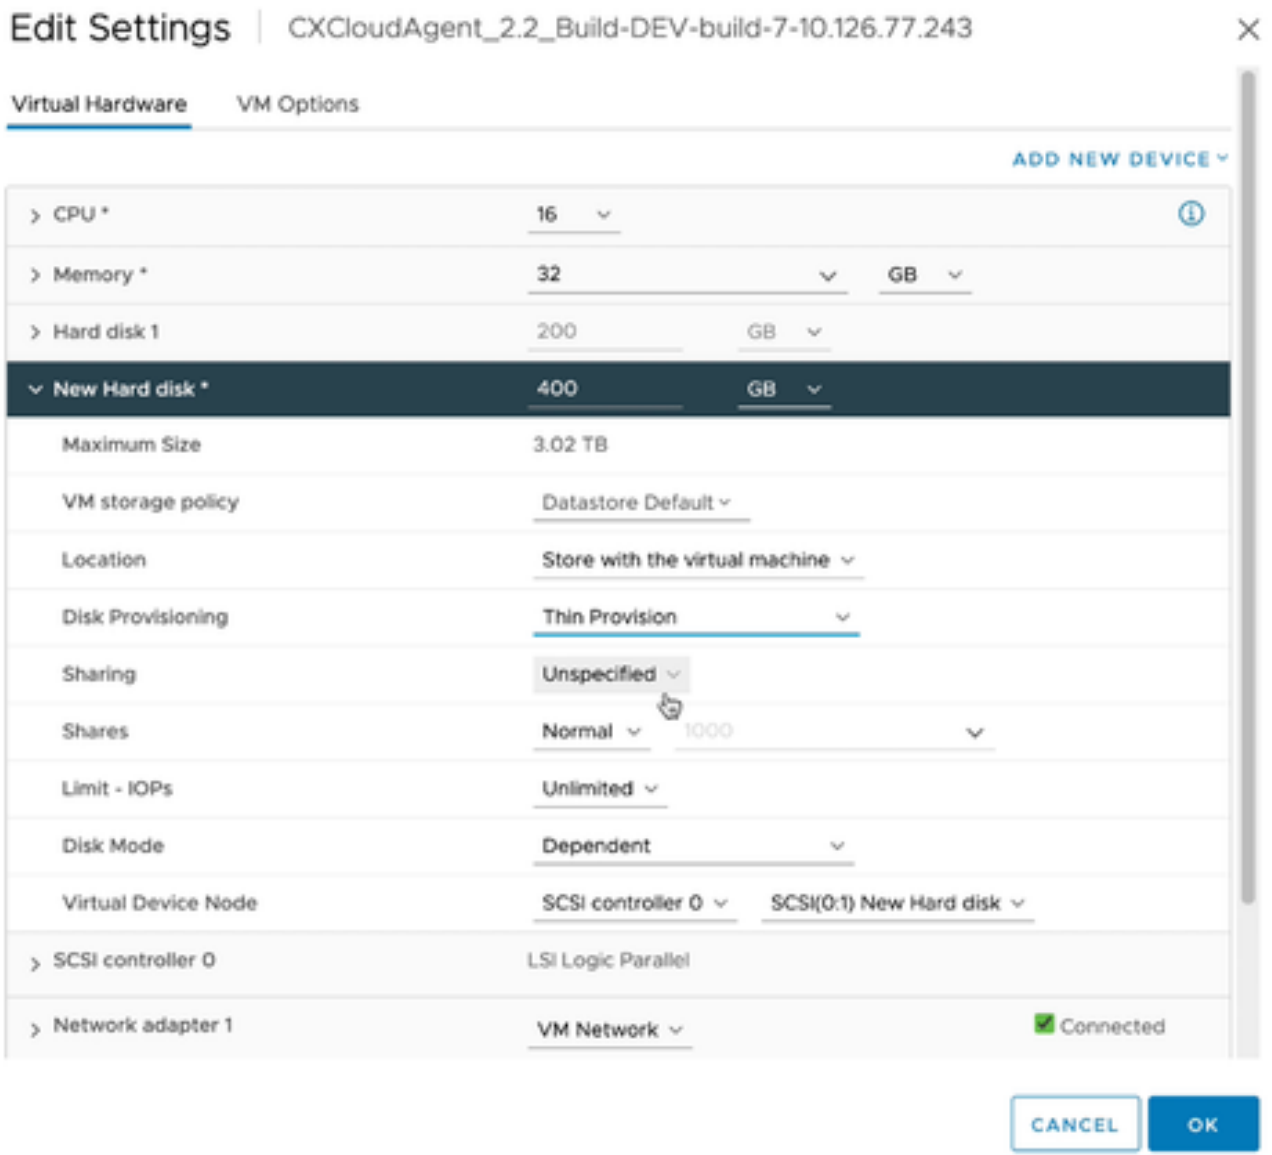 Edit Settings | CXCloudAgent_2.2_Build-DEV-build-7-10.126.77.243
Virtual Hardware VM Options
ADD NEW DEVICE
CPU * 16
Memory * 32 GB
Hard disk 1 200 GB
New Hard disk * 400 GB
Maximum Size 3.02 TB
VM storage policy Datastore Default
Location Store with the virtual machine
Disk Provisioning Thin Provision
Sharing Unspecified
Shares Normal 1000
Limit - IOPs Unlimited
Disk Mode Dependent
Virtual Device Node SCSI controller 0 SCSI(0:1) New Hard disk
SCSI controller 0 LSI Logic Parallel
Network adapter 1 VM Network Connected
CANCEL OK